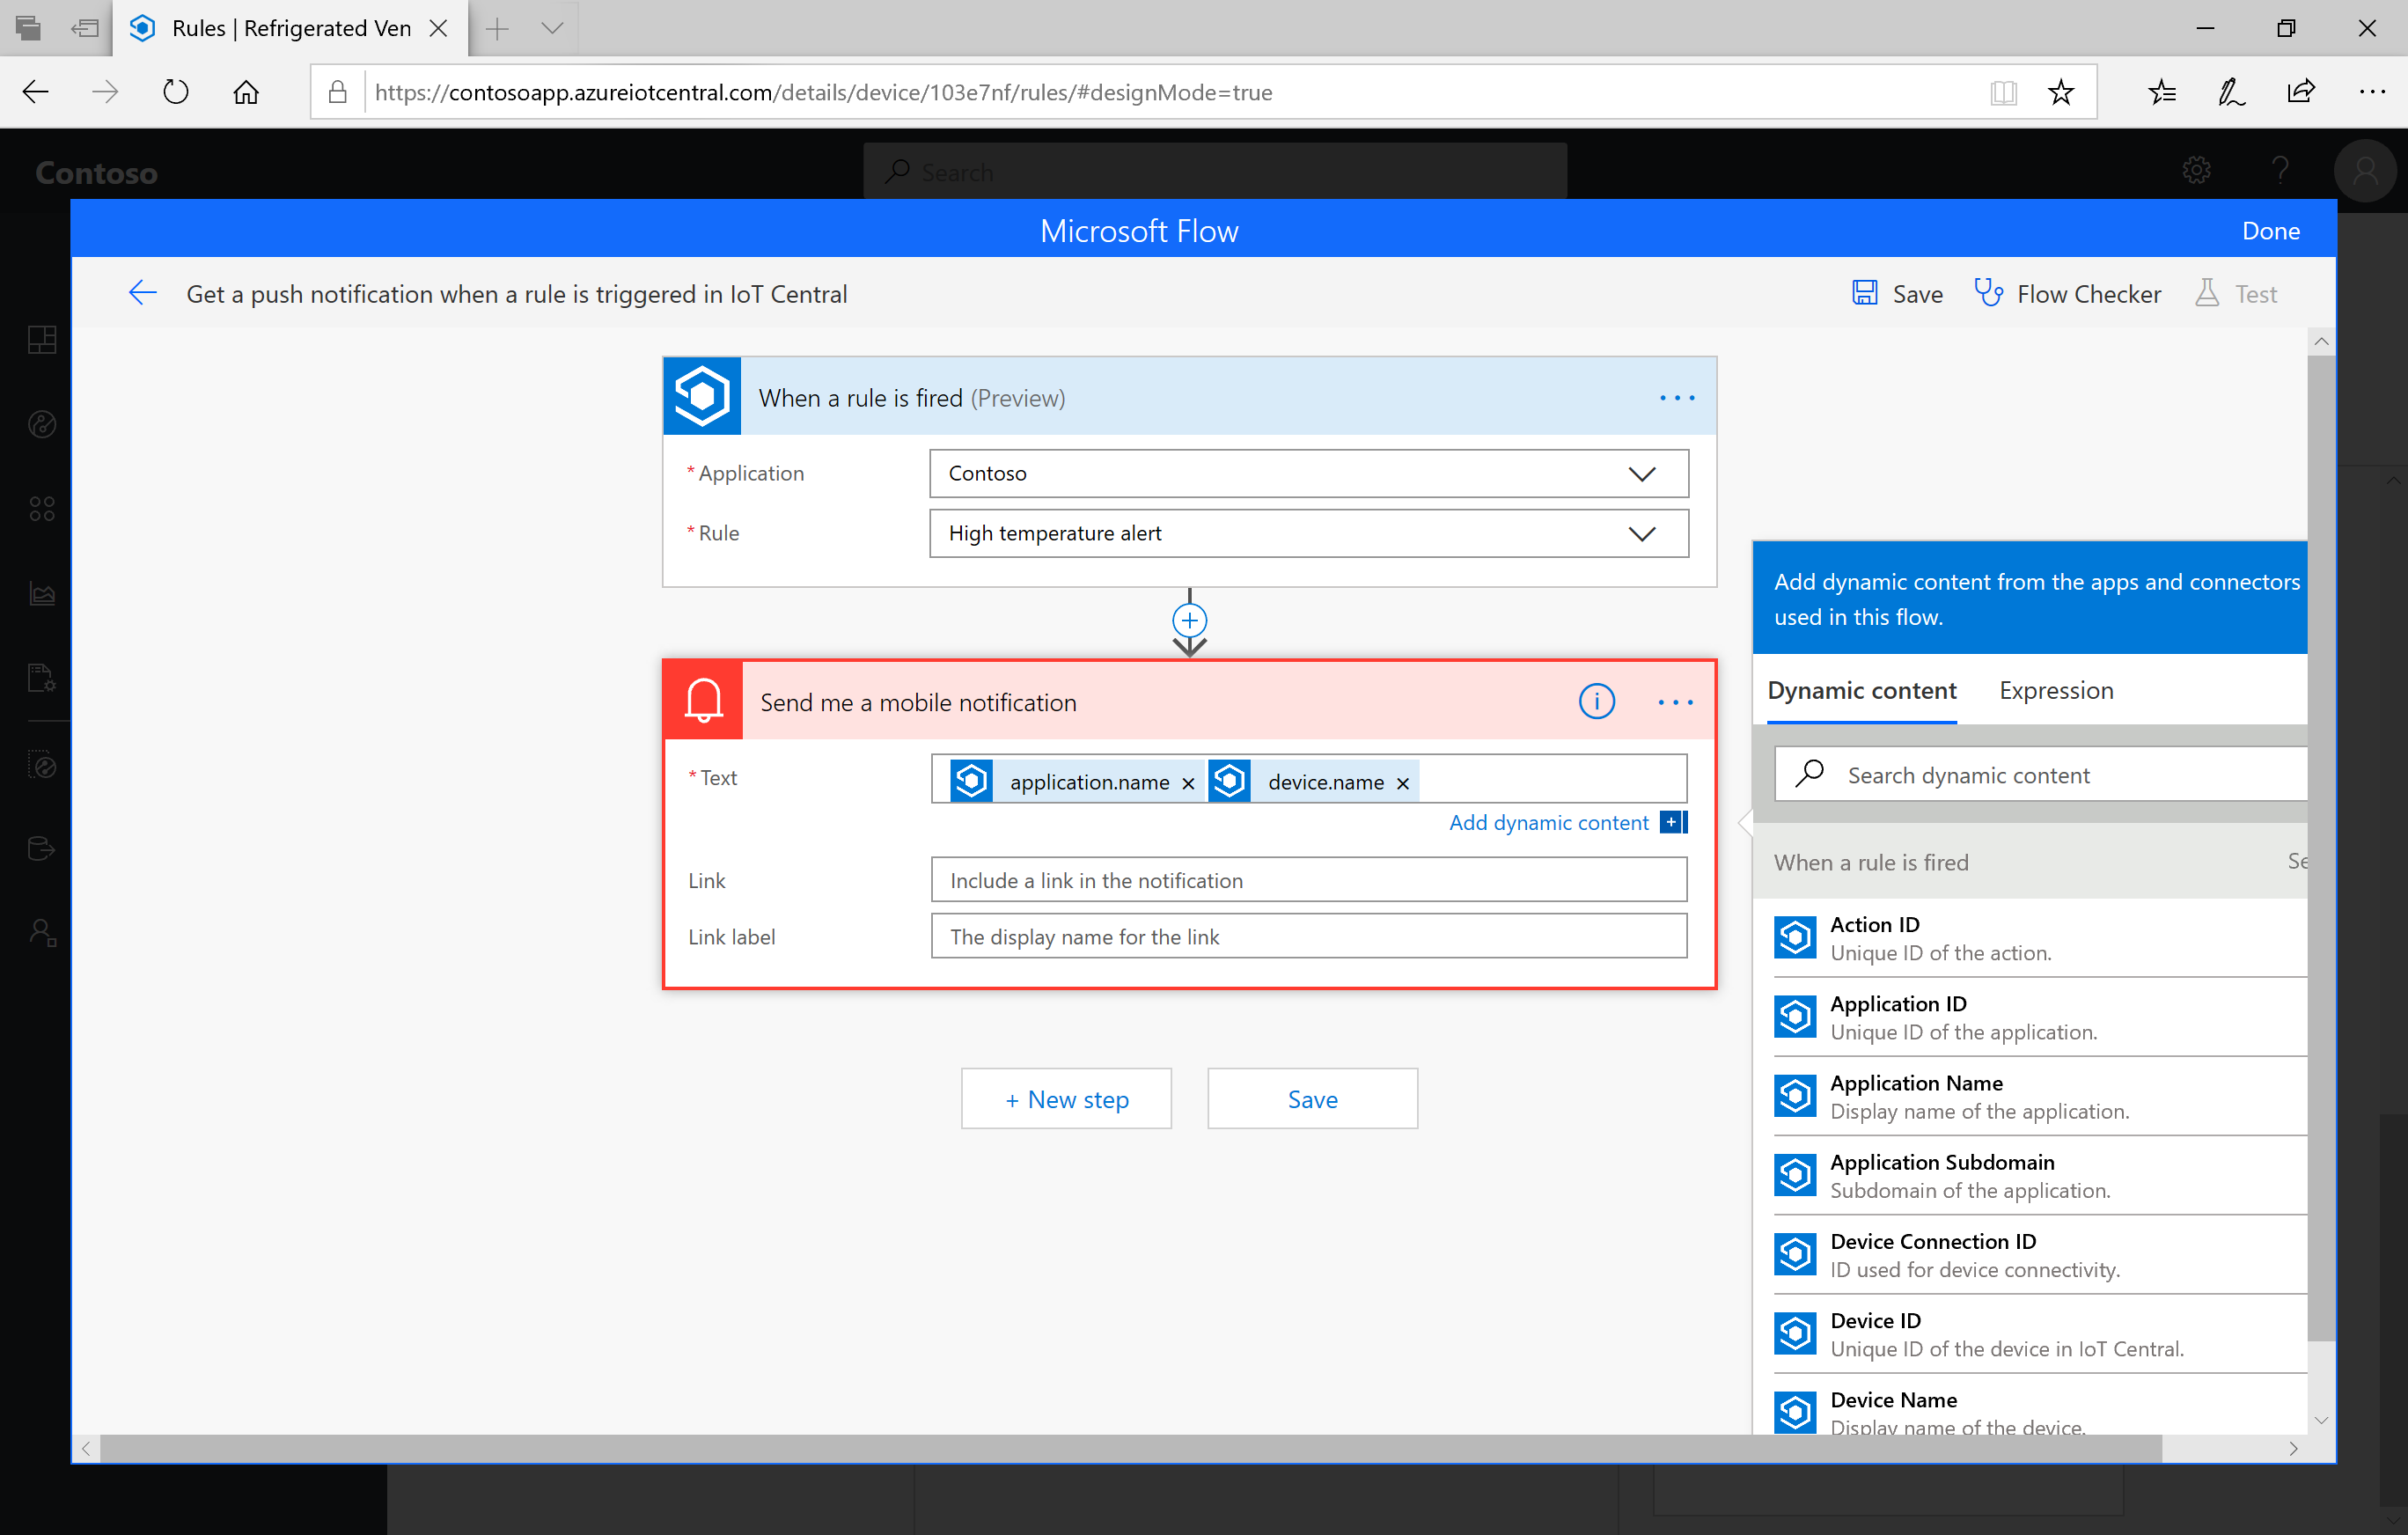 Rules | Refrigerated Ven
https://contosoapp.azureiotcentral.com/details/device/103e7nf/rules/#designMode=true
Contoso
Search
Microsoft Flow
Done
Get a push notification when a rule is triggered in IoT Central
Save
Flow Checker
Test
When a rule is fired (Preview)
* Application
Contoso
* Rule
High temperature alert
Send me a mobile notification
* Text
application.name
device.name
Add dynamic content
Link
Include a link in the notification
Link label
The display name for the link
+ New step
Save
Add dynamic content from the apps and connectors
used in this flow.
Dynamic content
Expression
Search dynamic content
When a rule is fired
Se
Action ID
Unique ID of the action.
Application ID
Unique ID of the application.
Application Name
Display name of the application.
Application Subdomain
Subdomain of the application.
Device Connection ID
ID used for device connectivity.
Device ID
Unique ID of the device in IoT Central.
Device Name
Display name of the device.